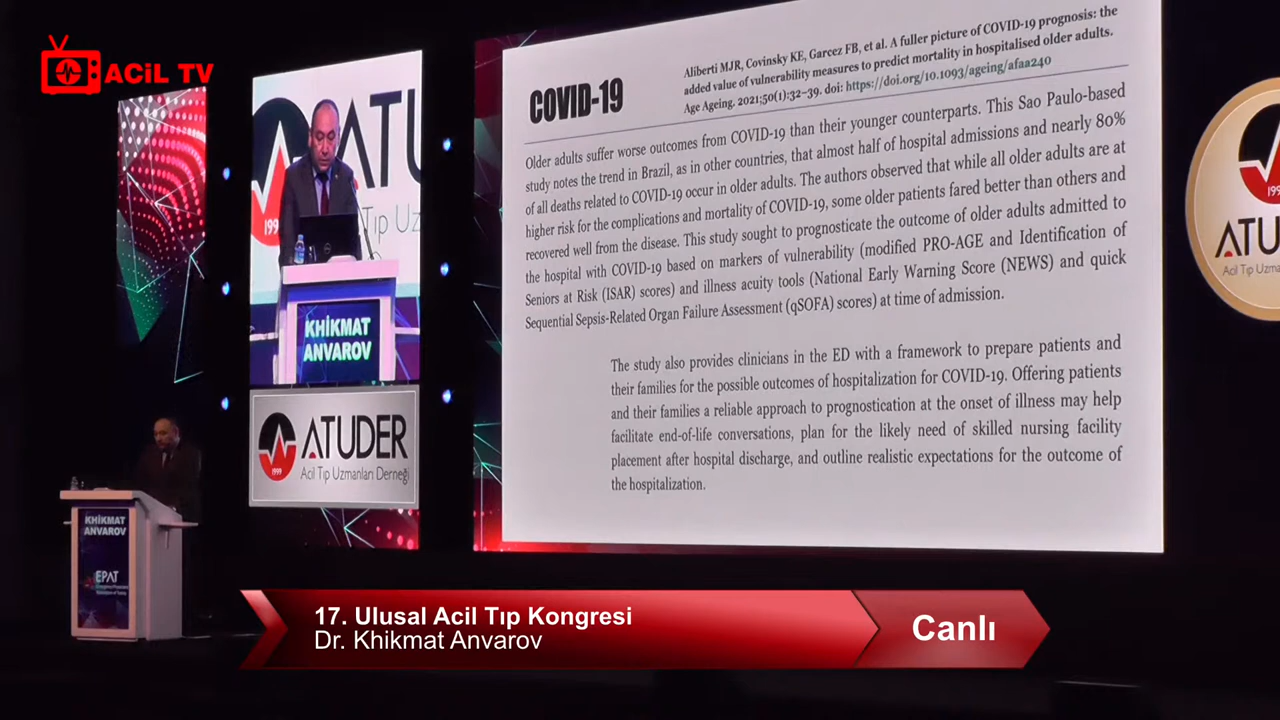 ACiL TV
COVID-19
Aliberti MJR, Covinsky KE, Garcez FB, et al. A fuller picture of COVID-19 prognosis: the
added value of vulnerability measures to predict mortality in hospitalised older adults.
Age Ageing. 2021;50(1):32–39. doi: https://doi.org/10.1093/ageing/afaa240
Older adults suffer worse outcomes from COVID-19 than their younger counterparts. This Sao Paulo-based
study notes the trend in Brazil, as in other countries, that almost half of hospital admissions and nearly 80%
of all deaths related to COVID-19 occur in older adults. The authors observed that while all older adults are at
higher risk for the complications and mortality of COVID-19, some older patients fared better than others and
recovered well from the disease. This study sought to prognosticate the outcome of older adults admitted to
the hospital with COVID-19 based on markers of vulnerability (modified PRO-AGE and Identification of
Seniors at Risk (ISAR) scores) and illness acuity tools (National Early Warning Score (NEWS) and quick
Sequential Sepsis-Related Organ Failure Assessment (qSOFA) scores) at time of admission.
The study also provides clinicians in the ED with a framework to prepare patients and
their families for the possible outcomes of hospitalization for COVID-19. Offering patients
and their families a reliable approach to prognostication at the onset of illness may help
facilitate end-of-life conversations, plan for the likely need of skilled nursing facility
placement after hospital discharge, and outline realistic expectations for the outcome of
the hospitalization.
ATUD
199
Tıp Uz
KHİKMAT
ANVAROV
ATUDER
1999
Acil Tıp Uzmanları Derneği
199
ATU
Acil Tıp Uzma
KHİKMAT
ANVAROV
EPAT
17. Ulusal Acil Tıp Kongresi
Dr. Khikmat Anvarov
Canlı